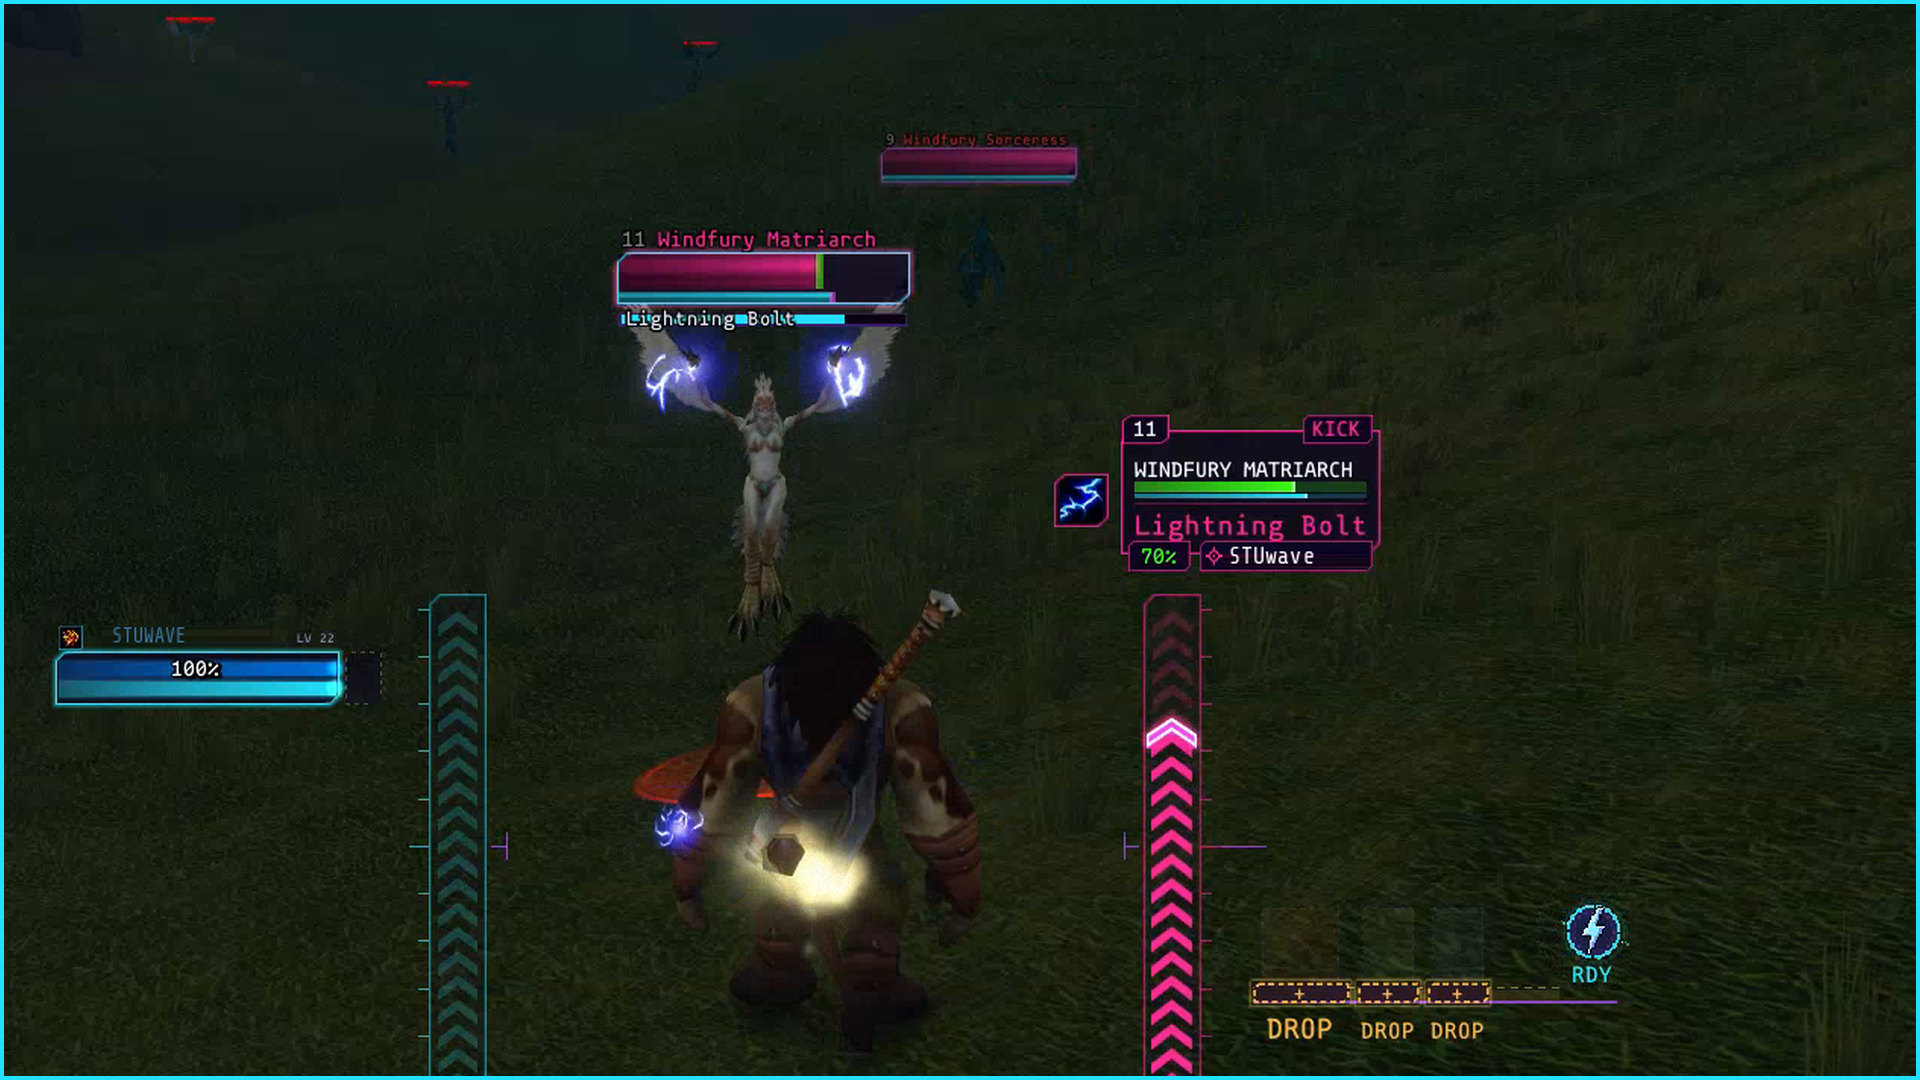 9 Windfury Sorceress
11 Windfury Matriarch
Lightning Bolt
11
KICK
WINDFURY MATRIARCH
Lightning Bolt
70%
STUwave
STUWAVE
LV 22
100%
RDY
DROP
DROP
DROP